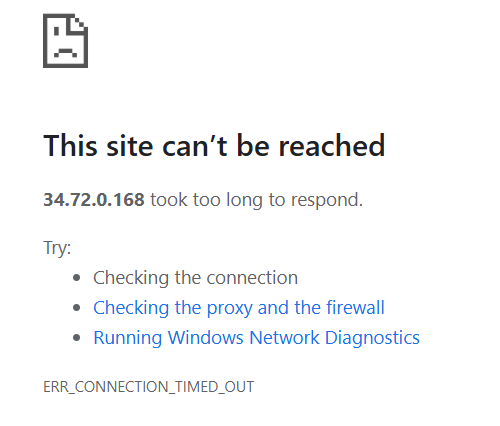 This site can’t be reached
34.72.0.168 took too long to respond.
Try:
Checking the connection
Checking the proxy and the firewall
Running Windows Network Diagnostics
ERR_CONNECTION_TIMED_OUT